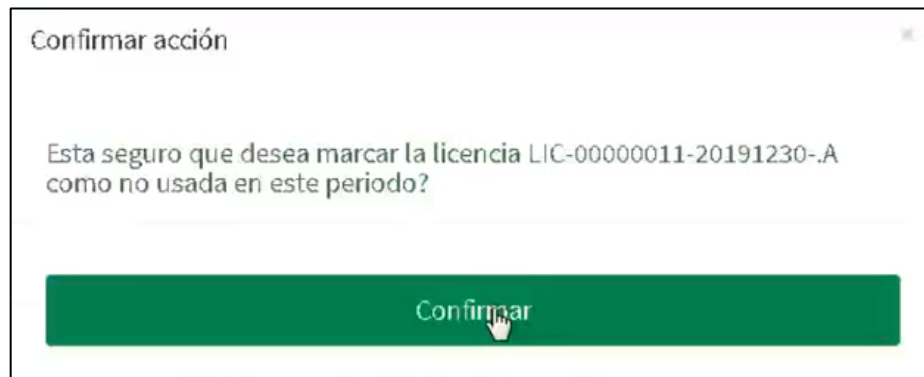 Confirmar acción
Esta seguro que desea marcar la licencia LIC-00000011-20191230-.A
como no usada en este periodo?
Confirmar